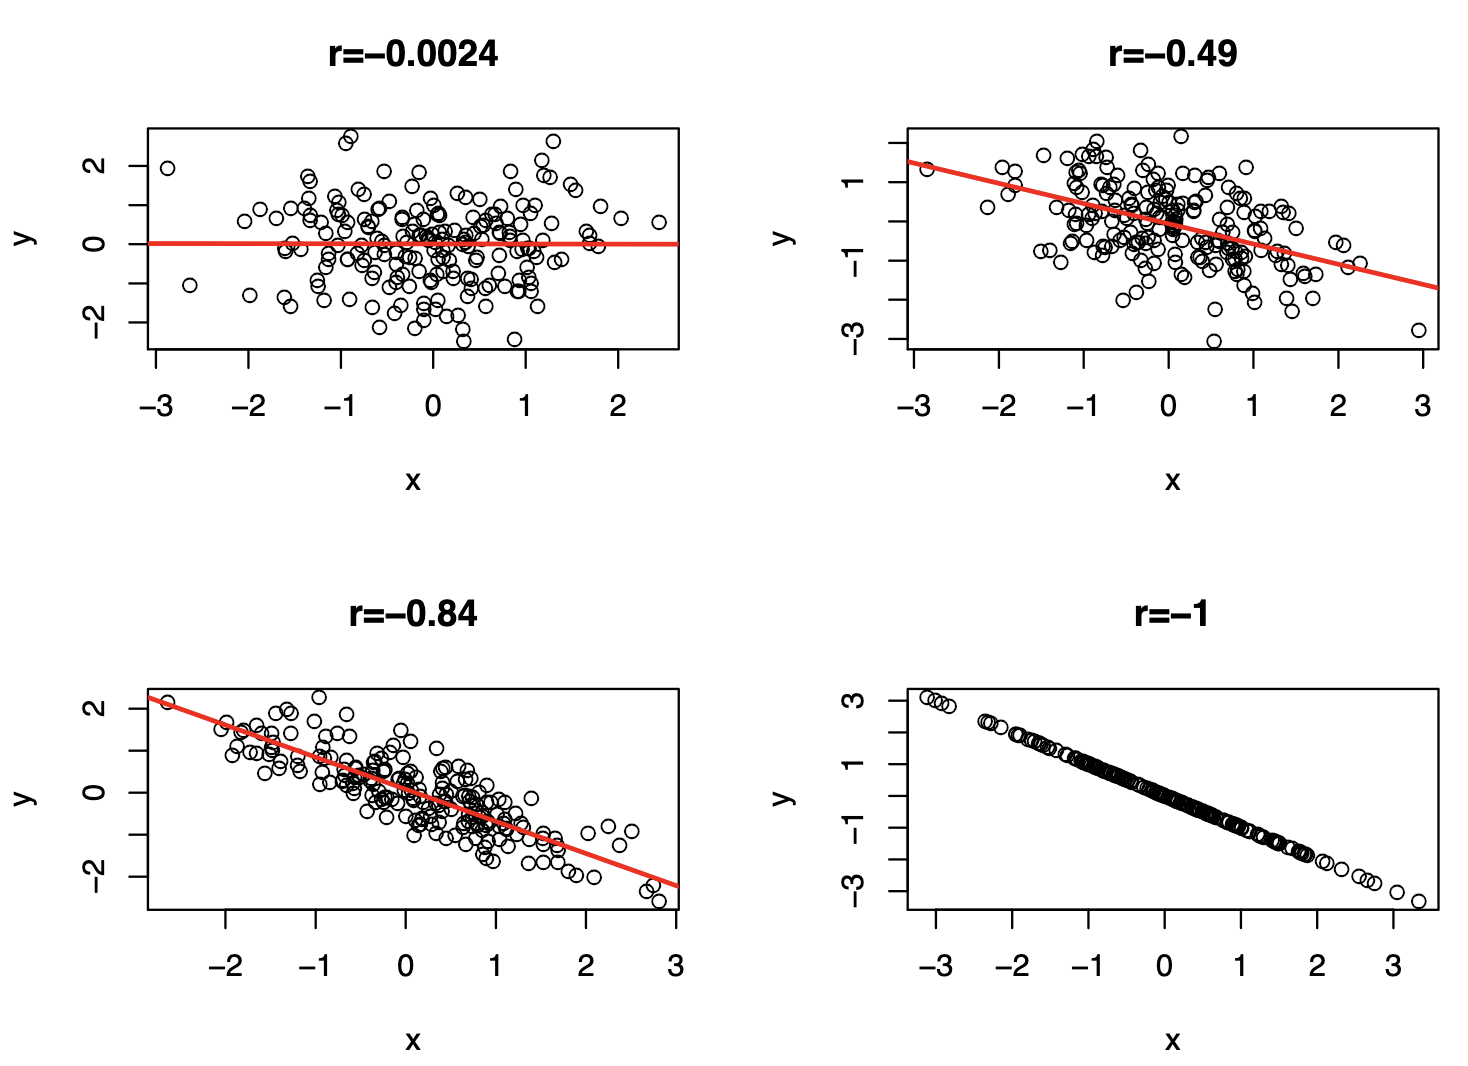 r=–0.0024
2
0
–2
y
–3 –2 –1 0 1 2
x
r=–0.49
1
–1
–3
y
–3 –2 –1 0 1 2 3
x
r=–0.84
2
0
–2
y
–2 –1 0 1 2 3
x
r=–1
3
1
–1
–3
y
–3 –2 –1 0 1 2 3
x